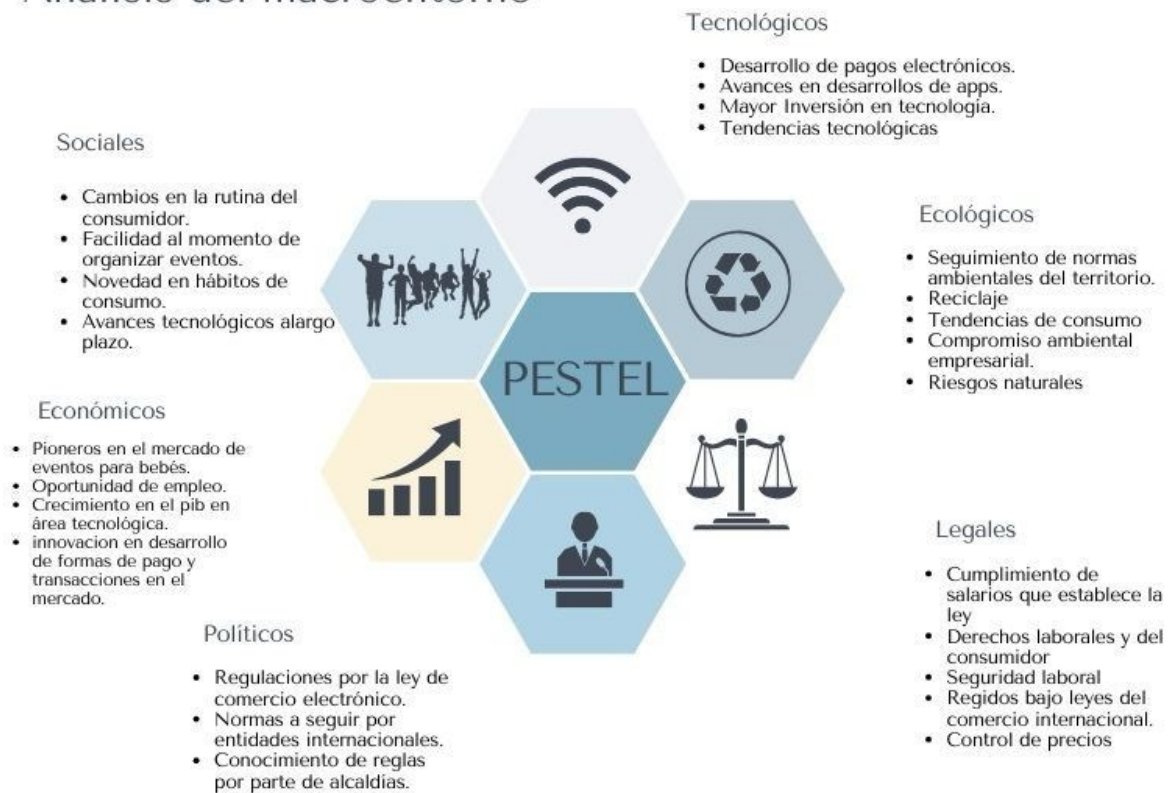 Análisis del macroentorno
Tecnológicos
• Desarrollo de pagos electrónicos.
• Avances en desarrollos de apps.
• Mayor Inversión en tecnología.
• Tendencias tecnológicas
Sociales
• Cambios en la rutina del
consumidor.
• Facilidad al momento de
organizar eventos.
• Novedad en hábitos de
consumo.
• Avances tecnológicos alargo
plazo.
Ecológicos
• Seguimiento de normas
ambientales del territorio.
• Reciclaje
• Tendencias de consumo
• Compromiso ambiental
empresarial.
• Riesgos naturales
PESTEL
Económicos
• Pioneros en el mercado de
eventos para bebés.
• Oportunidad de empleo.
• Crecimiento en el pib en
área tecnológica.
• innovacion en desarrollo
de formas de pago y
transacciones en el
mercado.
Legales
• Cumplimiento de
salarios que establece la
ley
• Derechos laborales y del
consumidor
• Seguridad laboral
• Regidos bajo leyes del
comercio internacional.
• Control de precios
Políticos
• Regulaciones por la ley de
comercio electrónico.
• Normas a seguir por
entidades internacionales.
• Conocimiento de reglas
por parte de alcaldías.